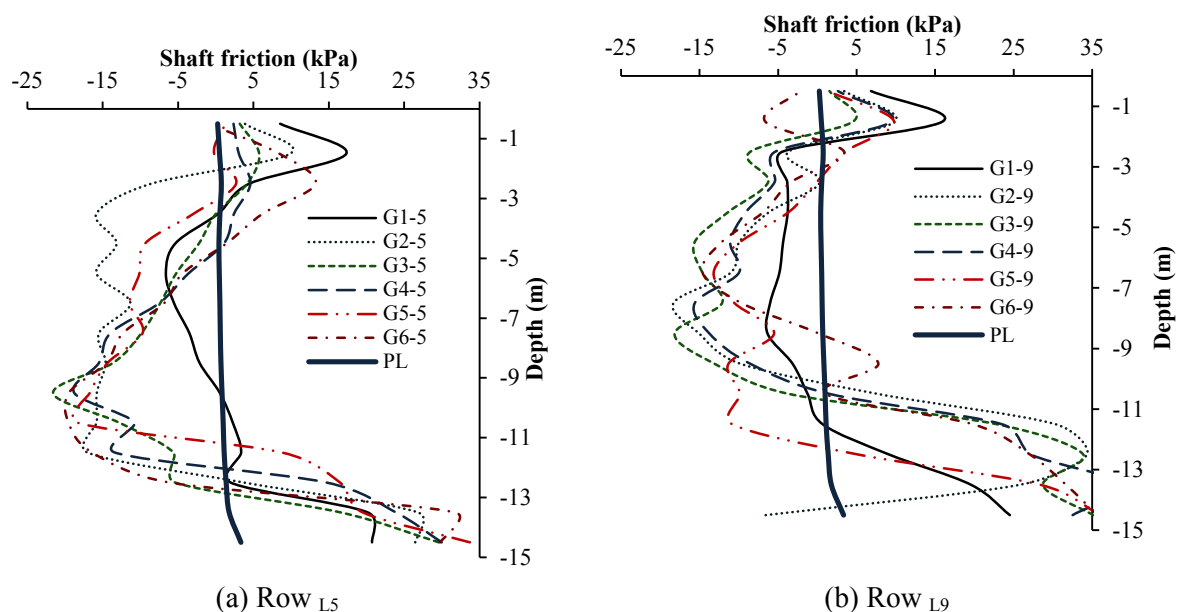 Shaft friction (kPa)
-25 -15 -5 5 15 25 35
-1
-3
-5
-7
-9
-11
-13
-15
Depth (m)
G1-5
G2-5
G3-5
G4-5
G5-5
G6-5
PL
(a) Row L5
Shaft friction (kPa)
-25 -15 -5 5 15 25 35
-1
-3
-5
-7
-9
-11
-13
-15
Depth (m)
G1-9
G2-9
G3-9
G4-9
G5-9
G6-9
PL
(b) Row L9